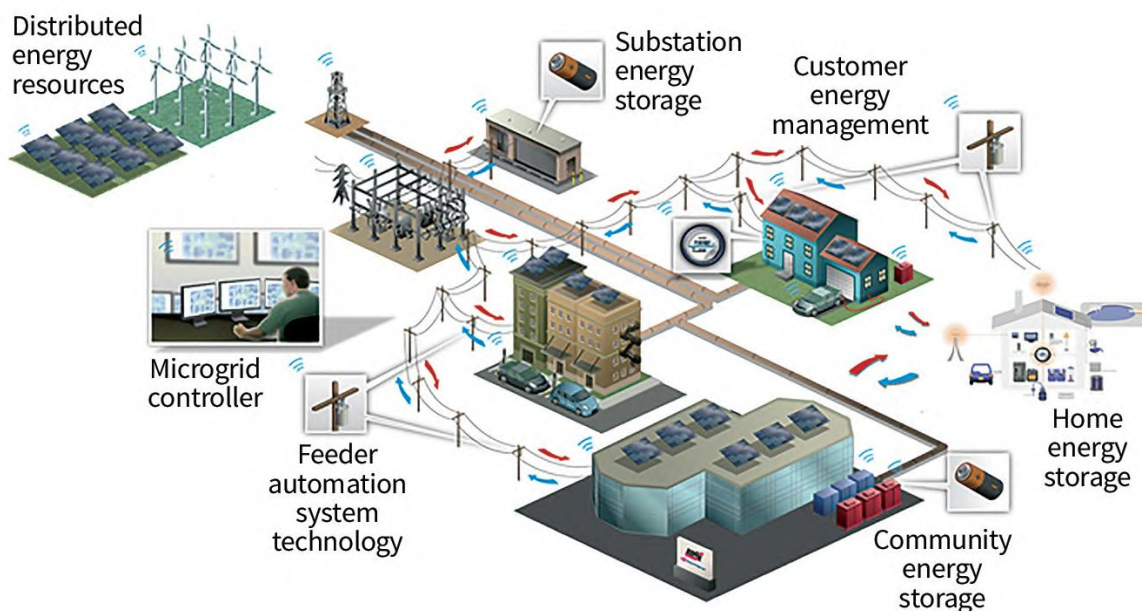 Distributed
energy
resources
Substation
energy
storage
Customer
energy
management
Microgrid
controller
Feeder
automation
system
technology
Home
energy
storage
Community
energy
storage